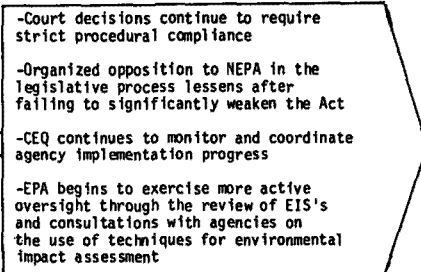 -Court decisions continue to require
strict procedural compliance
-Organized opposition to NEPA in the
legislative process lessens after
failing to significantly weaken the Act
-CEQ continues to monitor and coordinate
agency implementation progress
-EPA begins to exercise more active
oversight through the review of EIS's
and consultations with agencies on
the use of techniques for environmental
impact assessment